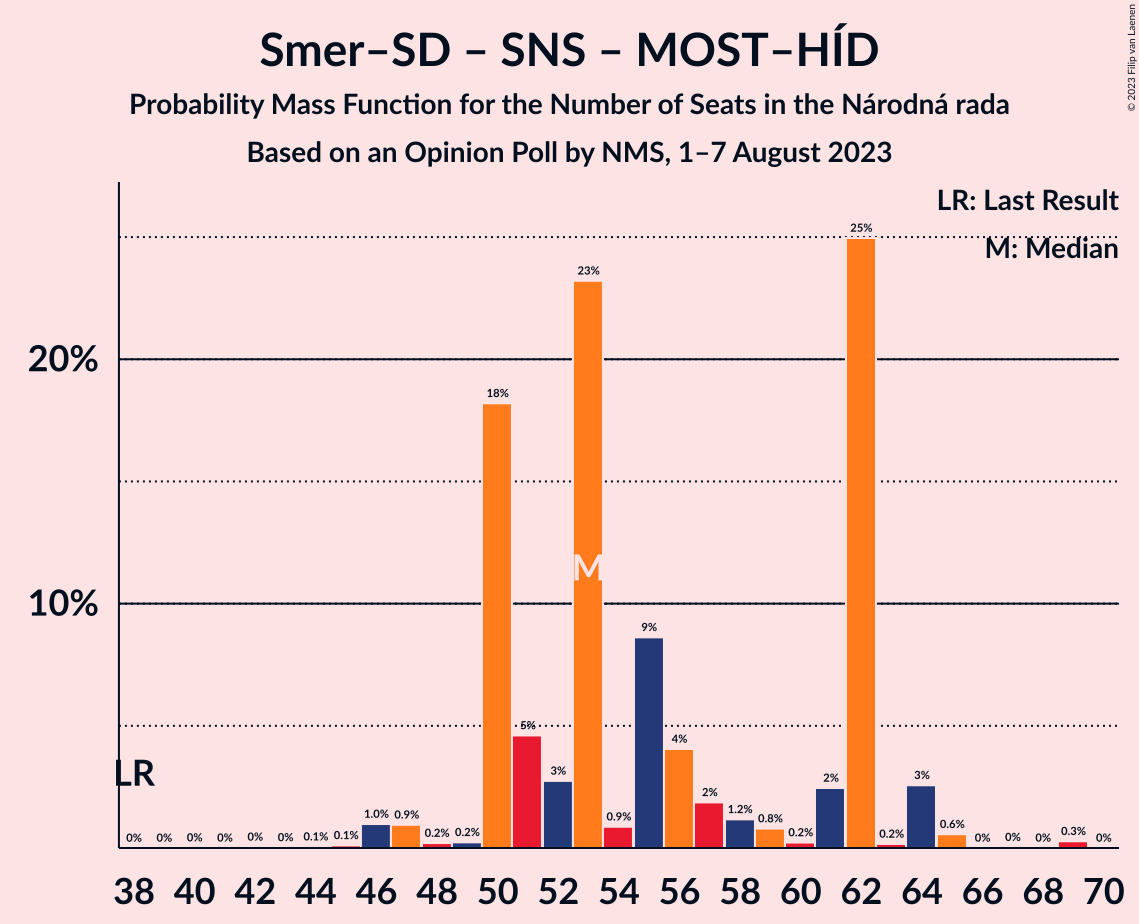 Smer–SD – SNS – MOST–HÍD
Probability Mass Function for the Number of Seats in the Národná rada
Based on an Opinion Poll by NMS, 1–7 August 2023
© 2023 Filip van Laenen
LR: Last Result
M: Median
20%
10%
LR
M
0% 0% 0% 0% 0% 0% 0.1% 0.1% 1.0% 0.9% 0.2% 0.2% 18% 5% 3% 23% 0.9% 9% 4% 2% 1.2% 0.8% 0.2% 2% 25% 0.2% 3% 0.6% 0% 0% 0% 0.3% 0%
38 40 42 44 46 48 50 52 54 56 58 60 62 64 66 68 70